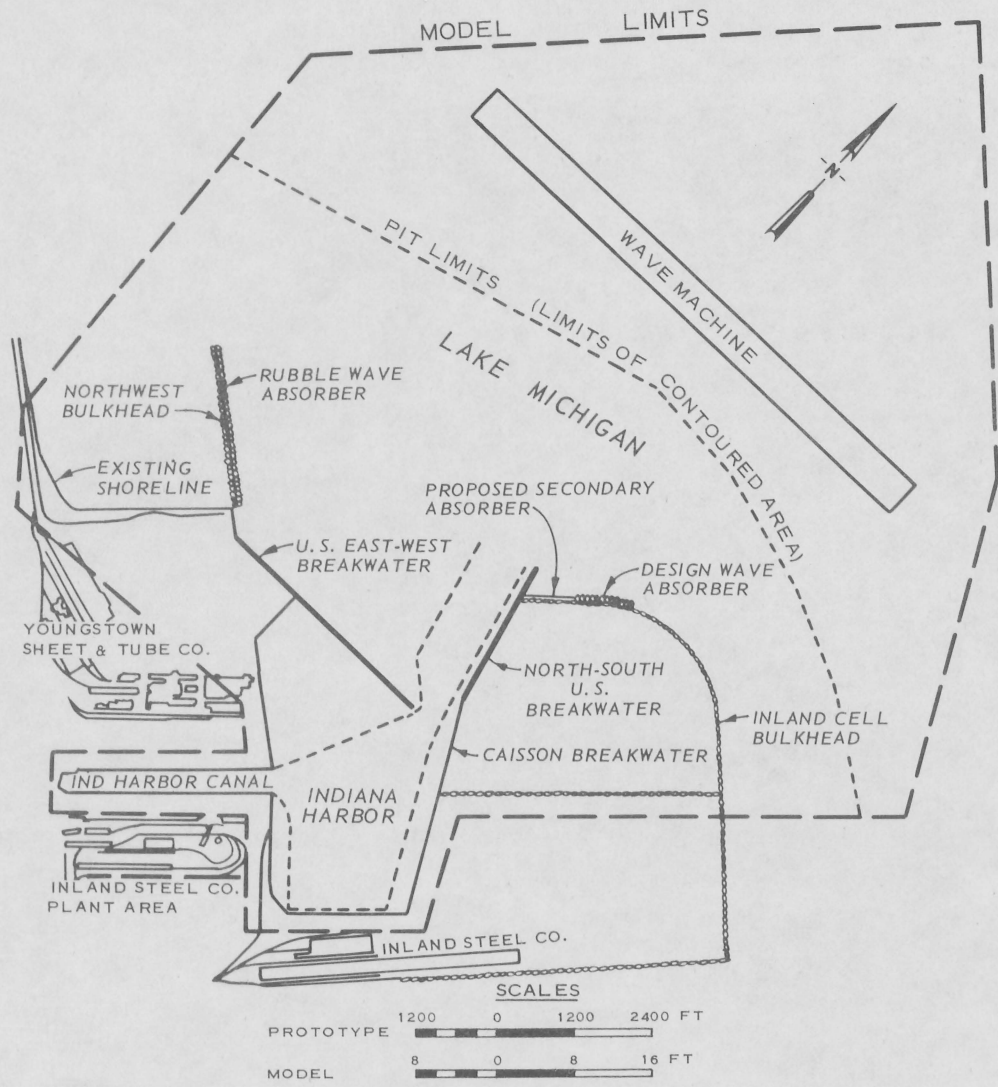 MODEL LIMITS
N
WAVE MACHINE
PIT LIMITS (LIMITS OF CONTOURED AREA)
LAKE MICHIGAN
RUBBLE WAVE
ABSORBER
NORTHWEST
BULKHEAD
EXISTING
SHORELINE
PROPOSED SECONDARY
ABSORBER
U.S. EAST-WEST
BREAKWATER
DESIGN WAVE
ABSORBER
YOUNGSTOWN
SHEET & TUBE CO.
NORTH-SOUTH
U.S.
BREAKWATER
INLAND CELL
BULKHEAD
CAISSON BREAKWATER
IND HARBOR CANAL
INDIANA
HARBOR
INLAND STEEL CO.
PLANT AREA
INLAND STEEL CO.
SCALES
PROTOTYPE 1200 0 1200 2400 FT
MODEL 8 0 8 16 FT